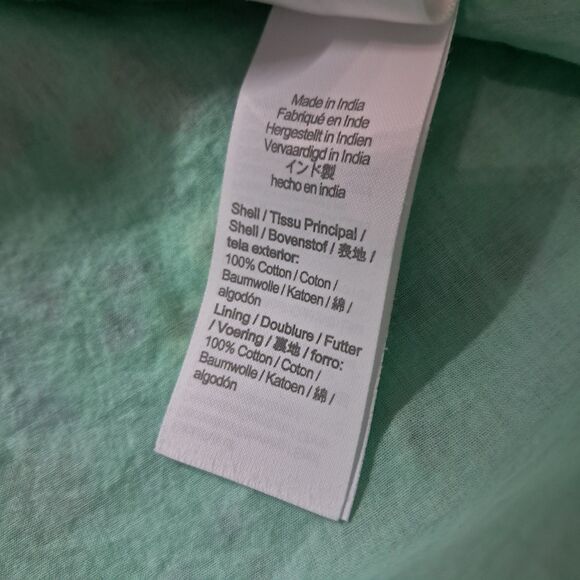 Made in India
Fabriqué en Inde
Hergestellt in Indien
Vervaardigd in India
インド製
hecho en india
Shell / Tissu Principal /
Shell / Bovenstof / 表地 /
tela exterior:
100% Cotton / Coton /
Baumwolle / Katoen / 綿 /
algodón
Lining / Doublure / Futter
/ Voering / 裏地 / forro:
100% Cotton / Coton /
Baumwolle / Katoen / 綿 /
algodón